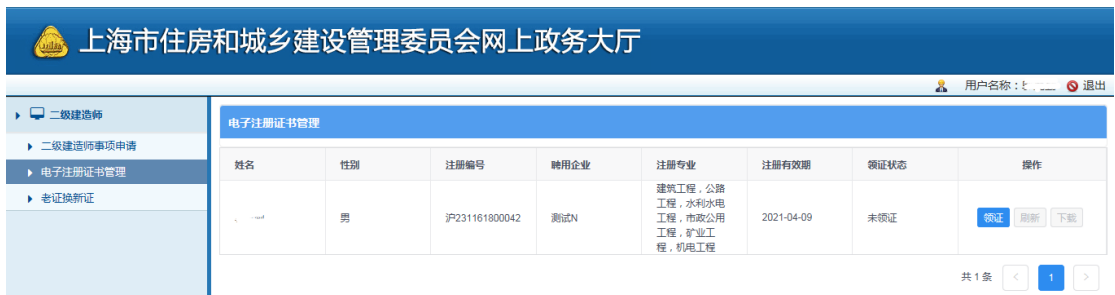 上海市住房和城乡建设管理委员会网上政务大厅
用户名称： 退出
二级建造师
二级建造师事项申请
电子注册证书管理
老证换新证
电子注册证书管理
姓名 性别 注册编号 聘用企业 注册专业 注册有效期 领证状态 操作
男 沪231161800042 测试N 建筑工程，公路
工程，水利水电
工程，市政公用
工程，矿业工
程，机电工程
2021-04-09 未领证 领证 刷新 下载
共1条 < 1 >